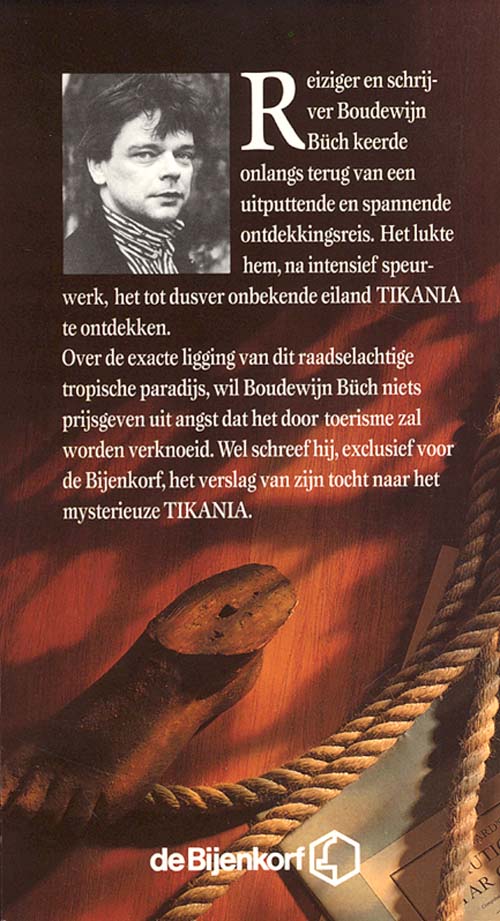 Reiziger en schrij-
ver Boudewijn
Büch keerde
onlangs terug van een
uitputtende en spannende
ontdekkingsreis. Het lukte
hem, na intensief speur-
werk, het tot dusver onbekende eiland TIKANIA
te ontdekken.
Over de exacte ligging van dit raadselachtige
tropische paradijs, wil Boudewijn Büch niets
prijsgeven uit angst dat het door toerisme zal
worden verknoeid. Wel schreef hij, exclusief voor
de Bijenkorf, het verslag van zijn tocht naar het
mysterieuze TIKANIA.
de Bijenkorf